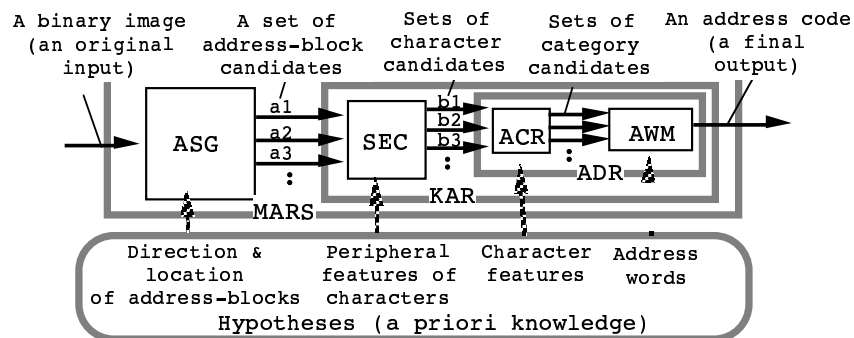 A binary image
(an original
input)
A set of
address-block
candidates
Sets of
character
candidates
Sets of
category
candidates
An address code
(a final
output)
a1
a2
a3
ASG
SEC
b1
b2
b3
ACR
AWM
ADR
KAR
MARS
Direction &
location
of address-blocks
Peripheral
features of
characters
Character
features
Address
words
Hypotheses (a priori knowledge)